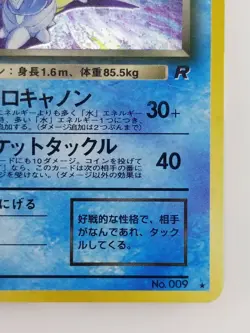 ン：身長1.6m、体重85.5kg
R
ロキャノン
30+
ネルギーよりも多く「水」エネルギー
時、多い「水」エネルギー1つにつき、
追加する。(ダメージ追加は2つぶんまで)
ケットタックル
40
ードにも20ダメージ。コインを投げて
」なら、このカードは次の相手の番に
ジを受けない。(ダメージ以外の効果は
にげる
好戦的な性格で、相手
がなんであれ、タック
ルしてくる。
No.009 ★